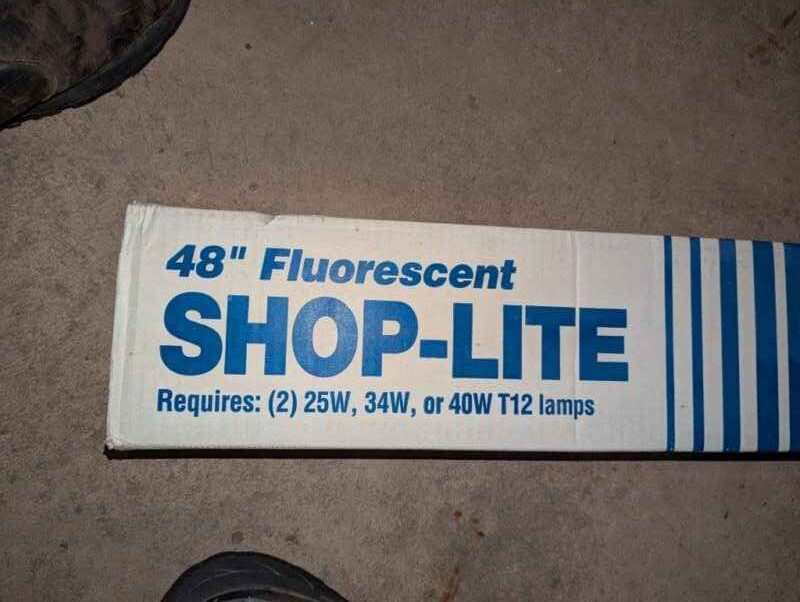 48" Fluorescent
SHOP-LITE
Requires: (2) 25W, 34W, or 40W T12 lamps